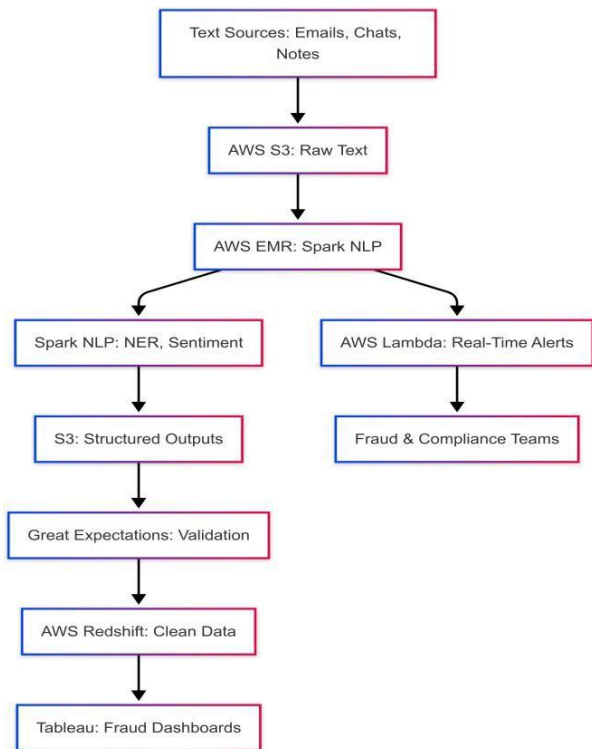 Text Sources: Emails, Chats,
Notes
AWS S3: Raw Text
AWS EMR: Spark NLP
Spark NLP: NER, Sentiment
AWS Lambda: Real-Time Alerts
S3: Structured Outputs
Fraud & Compliance Teams
Great Expectations: Validation
AWS Redshift: Clean Data
Tableau: Fraud Dashboards